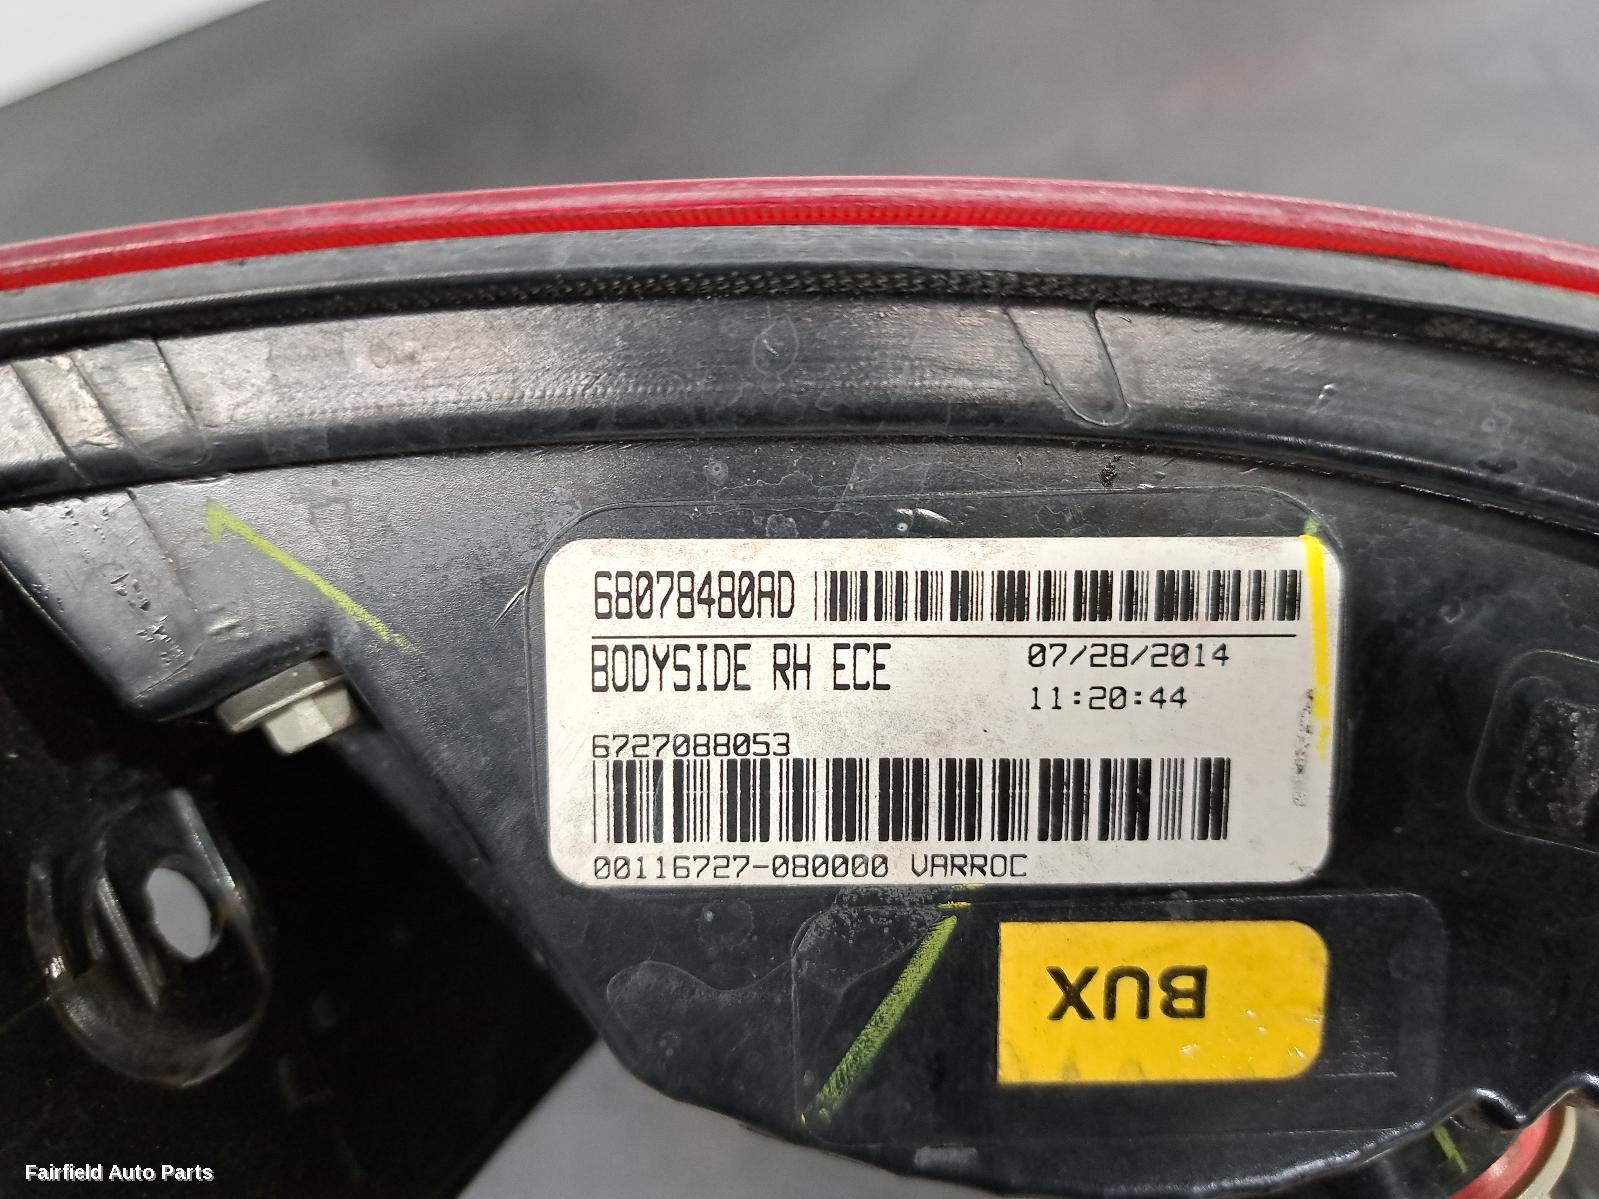 68078480AD
BODYSIDE RH ECE
07/28/2014
11:20:44
6727088053
00116727-080000 VARROC
BUX
Fairfield Auto Parts